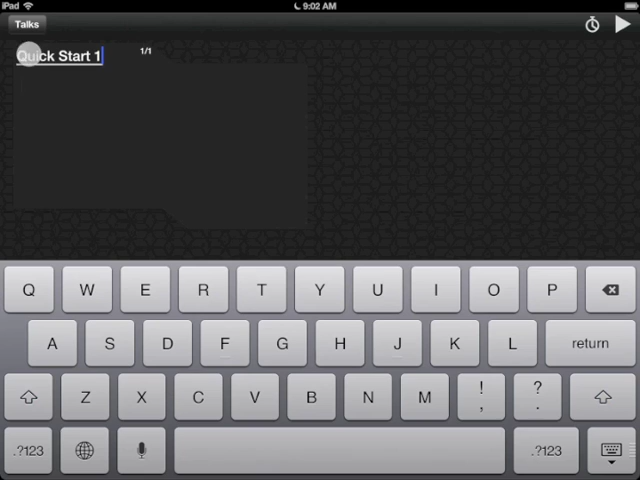 iPad 9:02 AM
Talks
Quick Start 1 1/1
Q W E R T Y U I O P
A S D F G H J K L return
Z X C V B N M ! , ? .
.?123 .?123